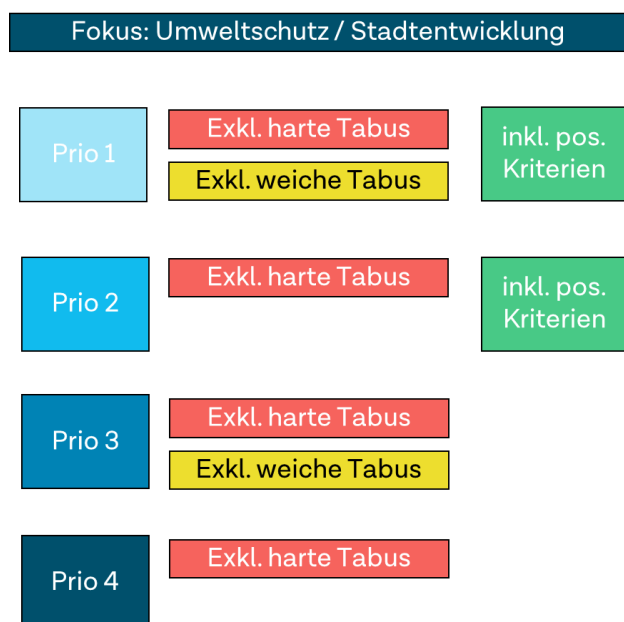 Fokus: Umweltschutz / Stadtentwicklung
Prio 1
Exkl. harte Tabus
Exkl. weiche Tabus
inkl. pos.
Kriterien
Prio 2
Exkl. harte Tabus
inkl. pos.
Kriterien
Prio 3
Exkl. harte Tabus
Exkl. weiche Tabus
Prio 4
Exkl. harte Tabus